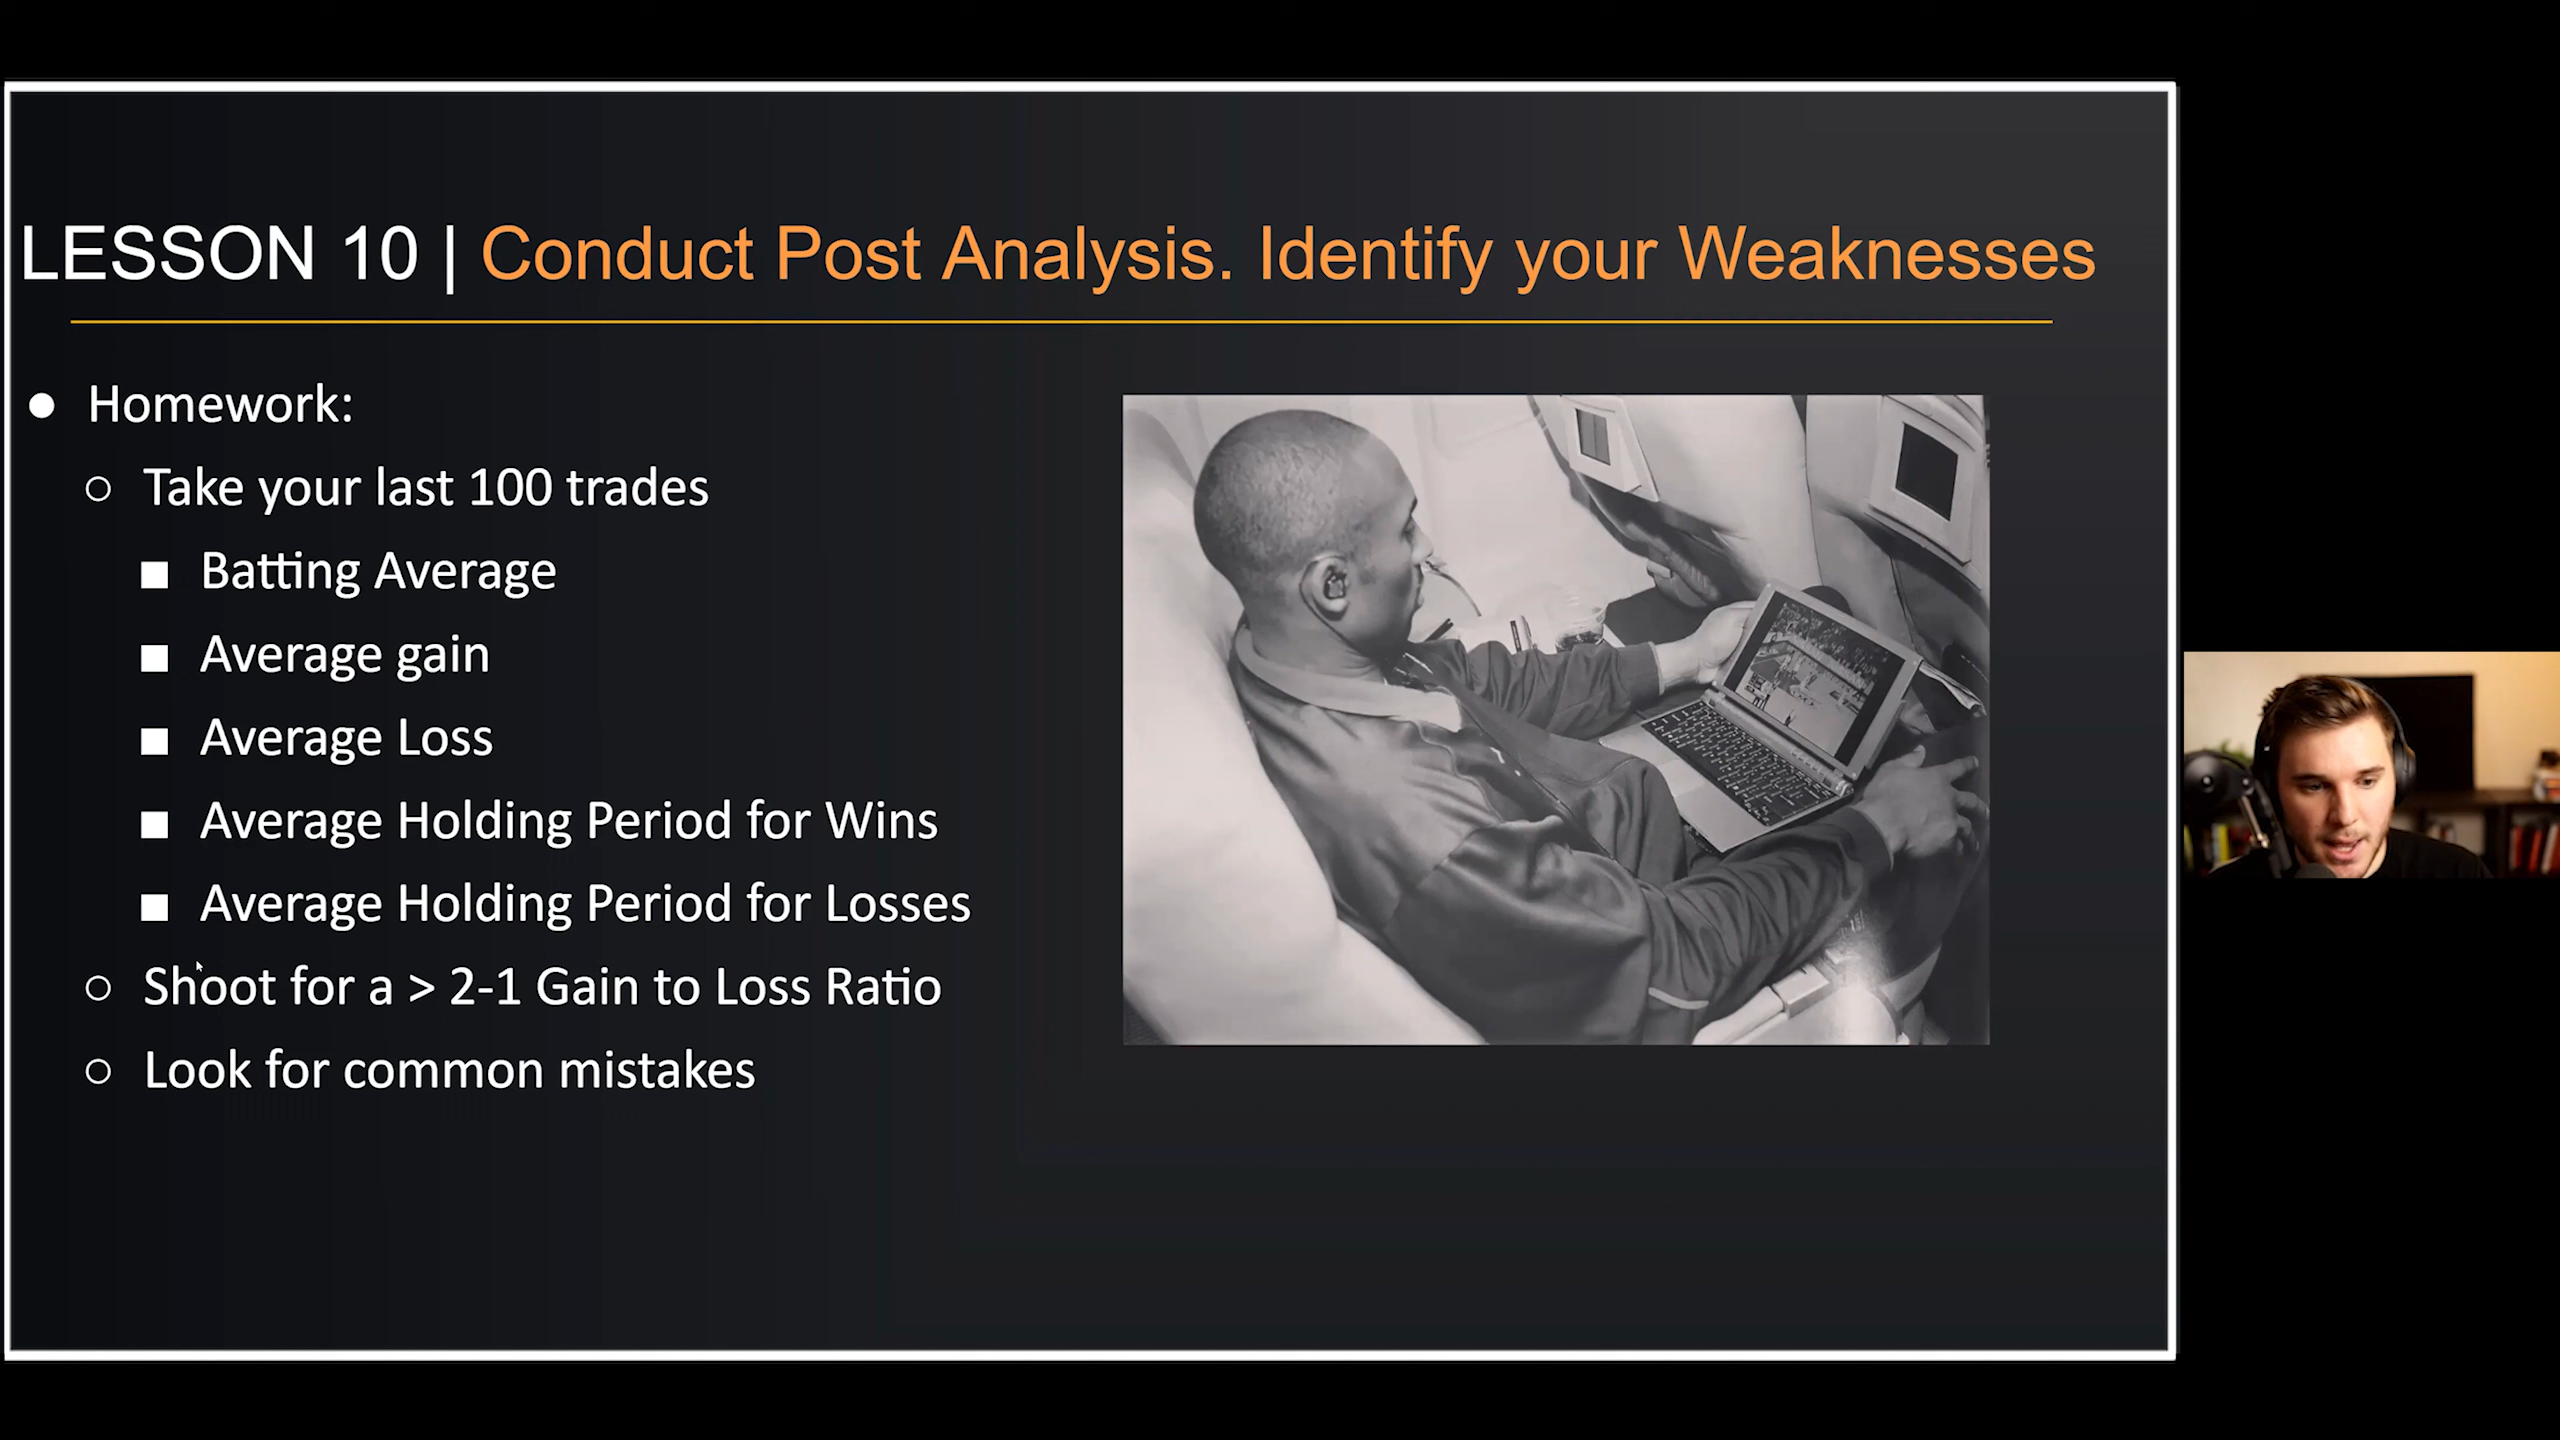 LESSON 10 | Conduct Post Analysis. Identify your Weaknesses
● Homework:
○ Take your last 100 trades
■ Batting Average
■ Average gain
■ Average Loss
■ Average Holding Period for Wins
■ Average Holding Period for Losses
○ Shoot for a > 2-1 Gain to Loss Ratio
○ Look for common mistakes